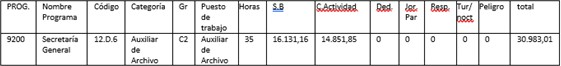 PROG. Nombre Programa Código Categoría Gr Puesto de trabajo Horas S.B C.Actividad Ded. Jor. Par Resp. Tur/ noct Peligro total
9200 Secretaría General 12.D.6 Auxiliar de Archivo C2 Auxiliar de Archivo 35 16.131,16 14.851,85 0 0 0 0 0 30.983,01